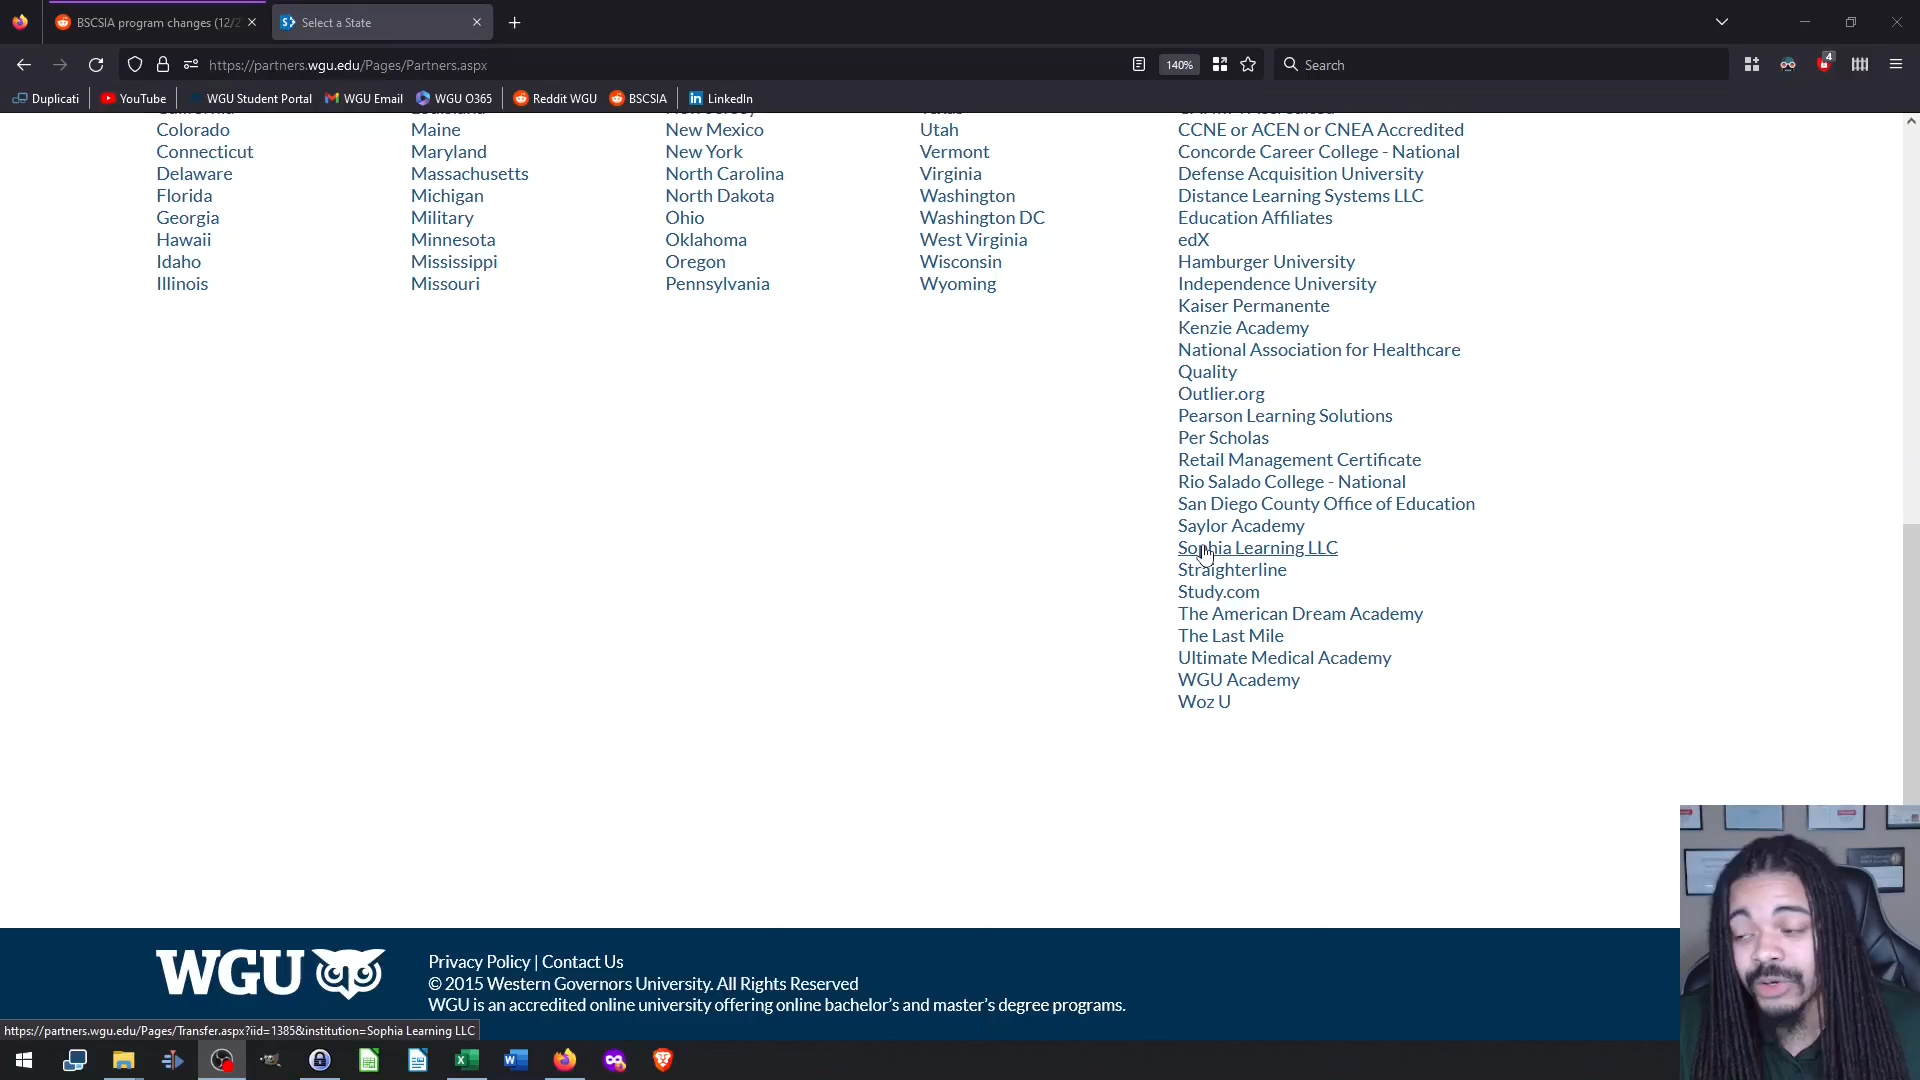 BSCSIA program changes (12/2
Select a State
https://partners.wgu.edu/Pages/Partners.aspx
140%
Search
4
Duplicati
YouTube
WGU Student Portal
WGU Email
WGU O365
Reddit WGU
BSCSIA
LinkedIn
Colorado
Connecticut
Delaware
Florida
Georgia
Hawaii
Idaho
Illinois
Maine
Maryland
Massachusetts
Michigan
Military
Minnesota
Mississippi
Missouri
New Mexico
New York
North Carolina
North Dakota
Ohio
Oklahoma
Oregon
Pennsylvania
Utah
Vermont
Virginia
Washington
Washington DC
West Virginia
Wisconsin
Wyoming
CCNE or ACEN or CNEA Accredited
Concorde Career College - National
Defense Acquisition University
Distance Learning Systems LLC
Education Affiliates
edX
Hamburger University
Independence University
Kaiser Permanente
Kenzie Academy
National Association for Healthcare
Quality
Outlier.org
Pearson Learning Solutions
Per Scholas
Retail Management Certificate
Rio Salado College - National
San Diego County Office of Education
Saylor Academy
Sophia Learning LLC
Straighterline
Study.com
The American Dream Academy
The Last Mile
Ultimate Medical Academy
WGU Academy
Woz U
WGU
Privacy Policy | Contact Us
© 2015 Western Governors University. All Rights Reserved
WGU is an accredited online university offering online bachelor's and master's degree programs.
https://partners.wgu.edu/Pages/Transfer.aspx?iid=1385&institution=Sophia Learning LLC